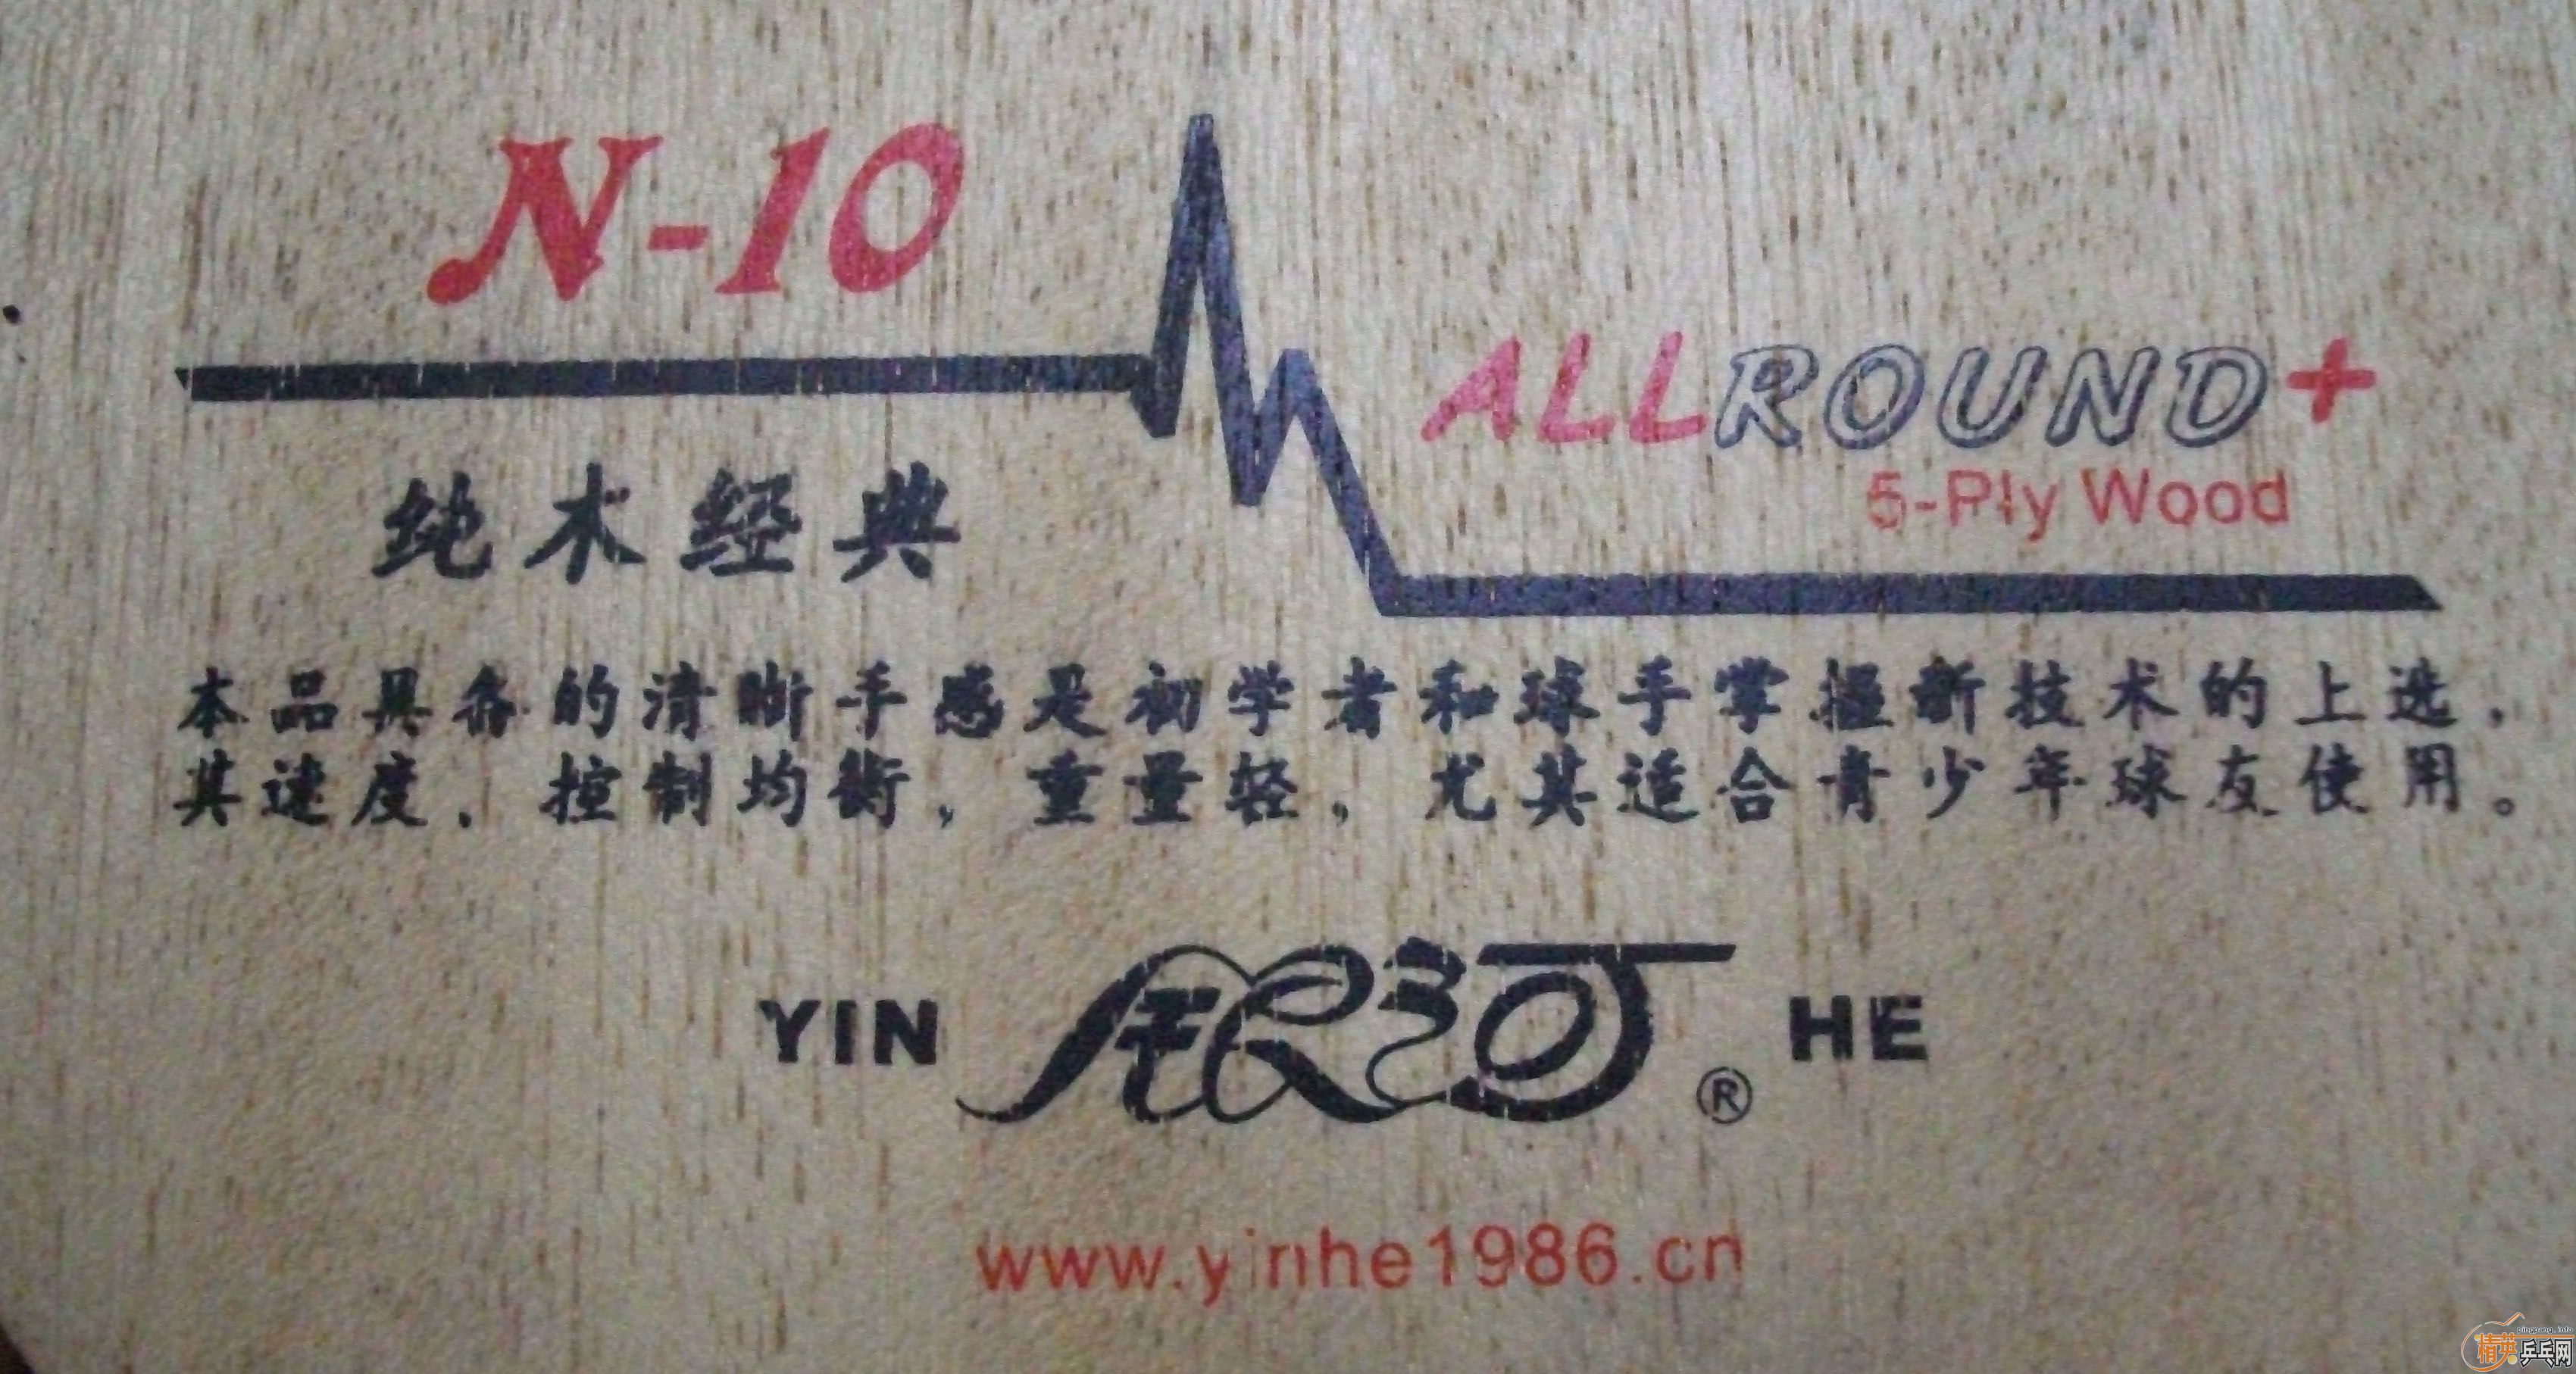 N-10
ALLROUND+
5-Ply Wood
纯木经典
本品具备的清晰手感是初学者和球手掌握新技术的上选，
其速度、控制均衡，重量轻，尤其适合青少年球友使用。
YIN 银河® HE
www.yinhe1986.cn
pingpang.info
精英乒乓网